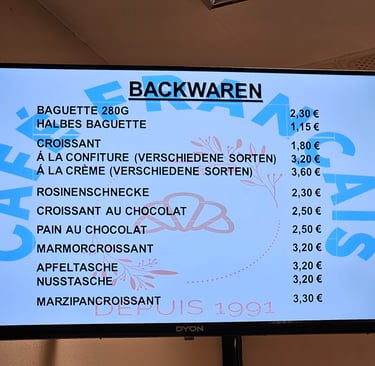 CAFÉ FRANÇAIS
BACKWAREN
BAGUETTE 280G 2,30 €
HALBES BAGUETTE 1,15 €
CROISSANT 1,80 €
Á LA CONFITURE (VERSCHIEDENE SORTEN) 3,20 €
Á LA CRÈME (VERSCHIEDENE SORTEN) 3,60 €
ROSINENSCHNECKE 2,30 €
CROISSANT AU CHOCOLAT 2,50 €
PAIN AU CHOCOLAT 2,50 €
MARMORCROISSANT 3,20 €
APFELTASCHE 3,20 €
NUSSTASCHE 3,20 €
MARZIPANCROISSANT 3,30 €
DEPUIS 1991
DYON